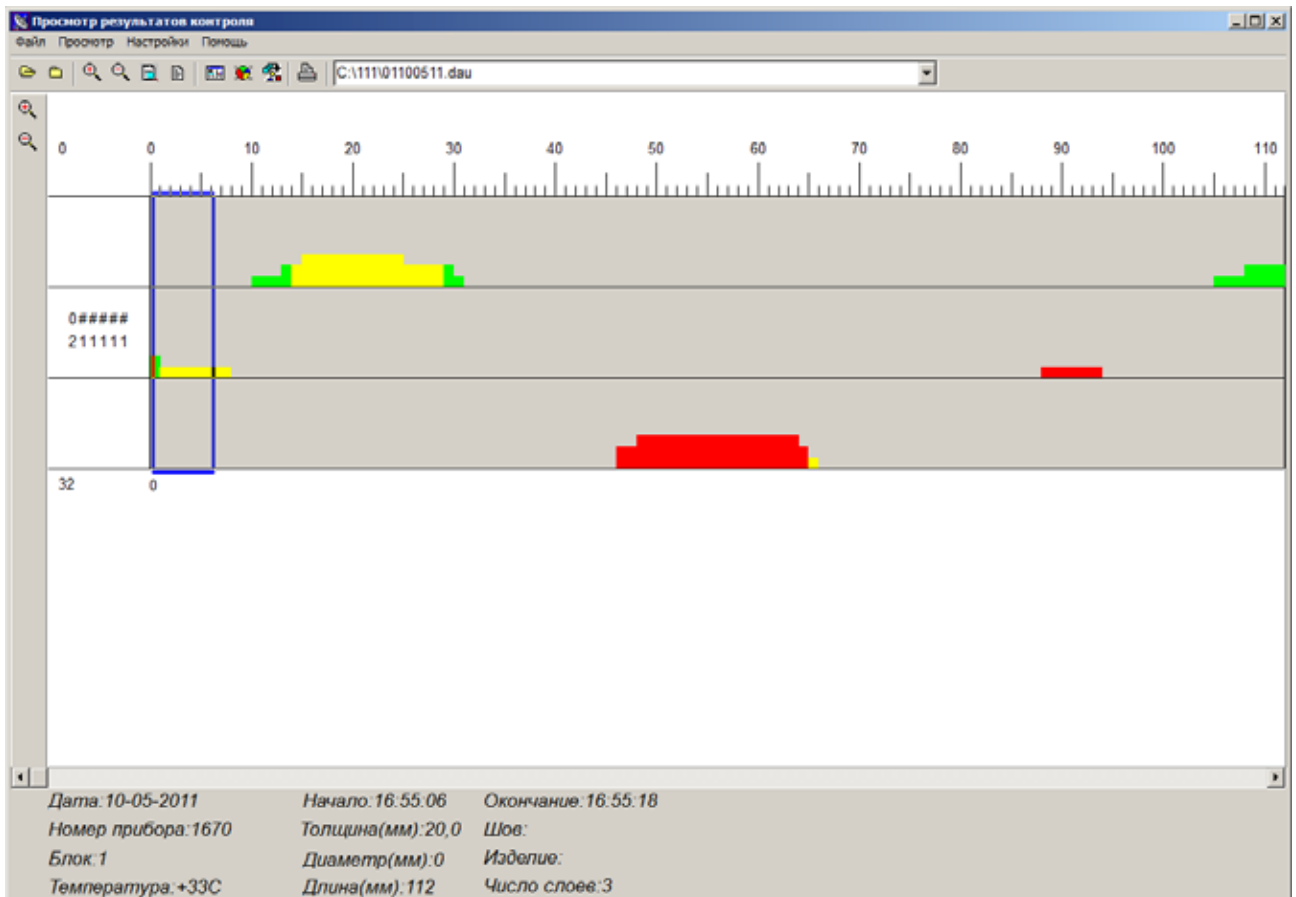 Просмотр результатов контроля
Файл Просмотр Настройки Помощь
C:\111\01100511.dau
0 0 10 20 30 40 50 60 70 80 90 100 110
0#####
211111
32 0
Дата:10-05-2011 Начало:16:55:06 Окончание:16:55:18
Номер прибора:1670 Толщина(мм):20,0 Шов:
Блок:1 Диаметр(мм):0 Изделие:
Температура:+33С Длина(мм):112 Число слоев:3